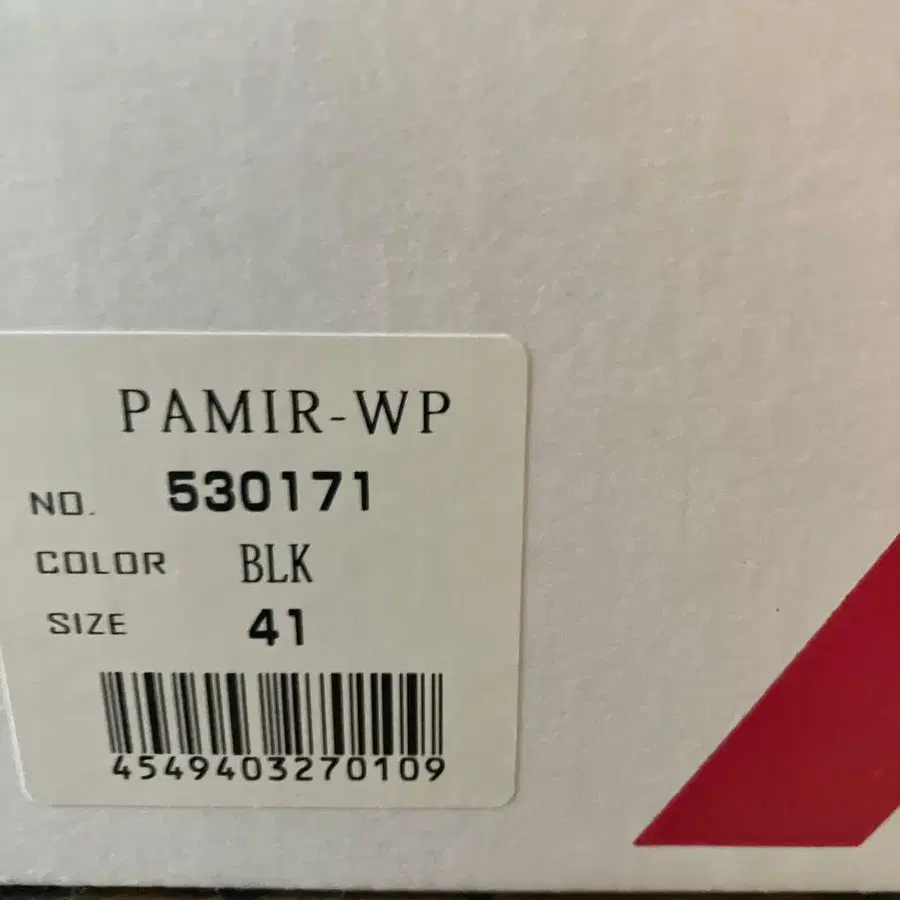 PAMIR-WP
NO. 530171
COLOR BLK
SIZE 41
4549403270109